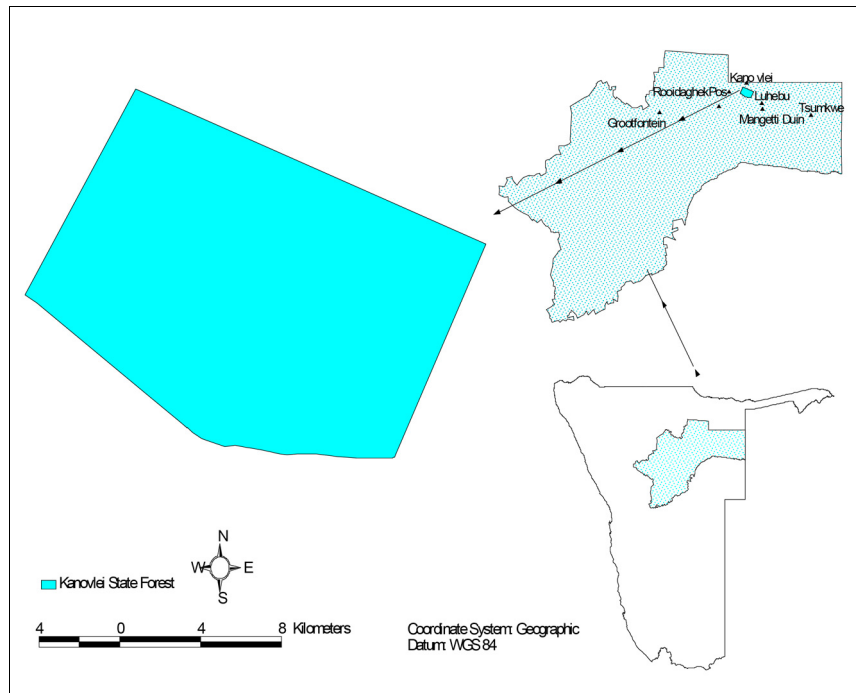 Kano vlei
RooidaghekPos
Luhebu
Grootfontein
Mangetti Duin
Tsumkwe
N
W E
S
Kanovlei State Forest
4 0 4 8 Kilometers
Coordinate System: Geographic
Datum: WGS 84